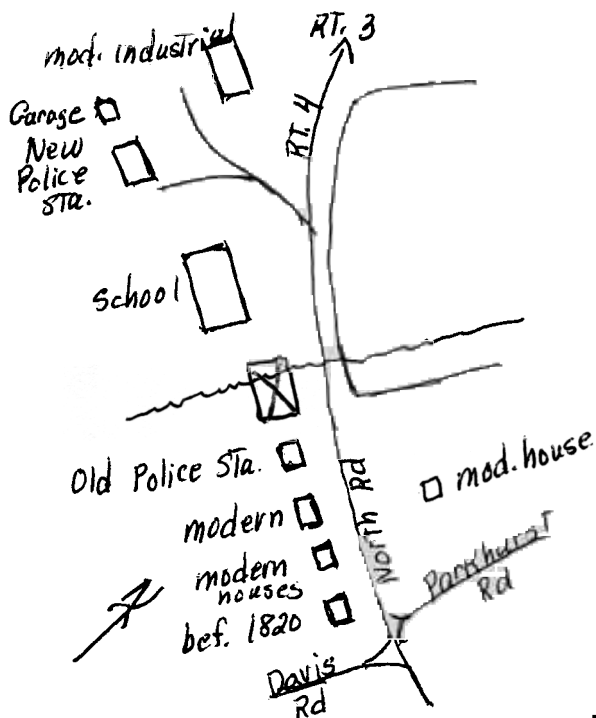 RT. 3
mod. industrial
RT. 4
Garage
New
Police
Sta.
School
Old Police Sta.
mod. house
North Rd
modern
modern
houses
Parkhurst
Rd
bef. 1820
Davis
Rd